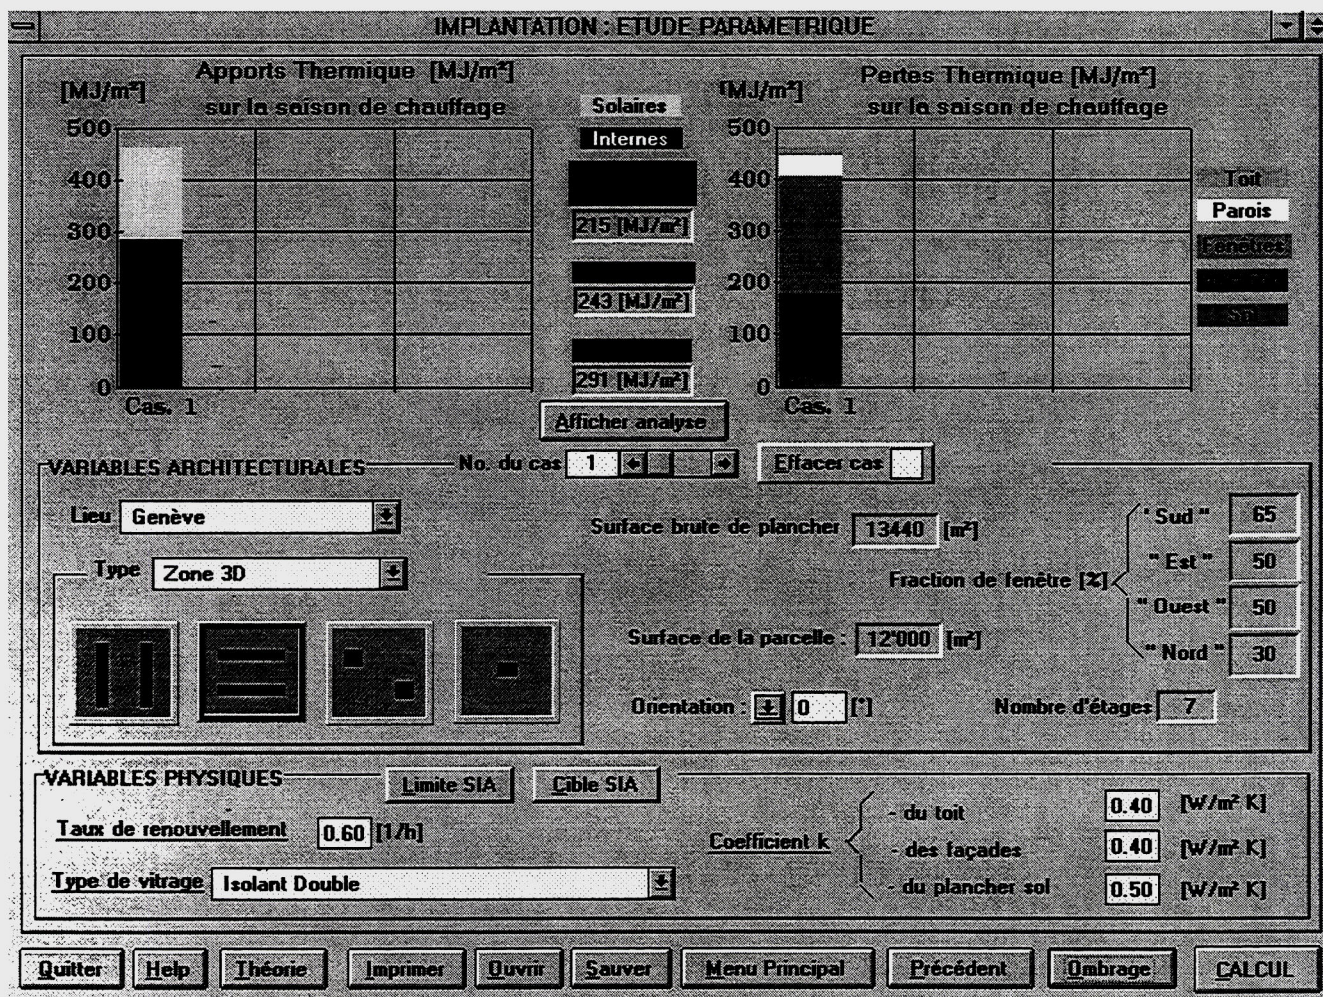 IMPLANTATION : ETUDE PARAMETRIQUE
Apports Thermique [MJ/m²]
sur la saison de chauffage
[MJ/m²]
500
400
300
200
100
0
Cas. 1
Solaires
Internes
215 [MJ/m²]
243 [MJ/m²]
291 [MJ/m²]
Afficher analyse
Pertes Thermique [MJ/m²]
sur la saison de chauffage
[MJ/m²]
500
400
300
200
100
0
Cas. 1
Toit
Parois
Fenêtres
VARIABLES ARCHITECTURALES
No. du cas 1
Effacer cas
Lieu Genève
Type Zone 3D
Surface brute de plancher 13440 [m²]
Surface de la parcelle : 12'000 [m²]
Orientation : 0 [°]
Fraction de fenêtre [%]
" Sud " 65
" Est " 50
" Ouest " 50
" Nord " 30
Nombre d'étages 7
VARIABLES PHYSIQUES
Limite SIA
Cible SIA
Taux de renouvellement 0.60 [1/h]
Type de vitrage Isolant Double
Coefficient k
- du toit 0.40 [W/m² K]
- des façades 0.40 [W/m² K]
- du plancher sol 0.50 [W/m² K]
Quitter Help Théorie Imprimer Ouvrir Sauver Menu Principal Précédent Ombrage CALCUL